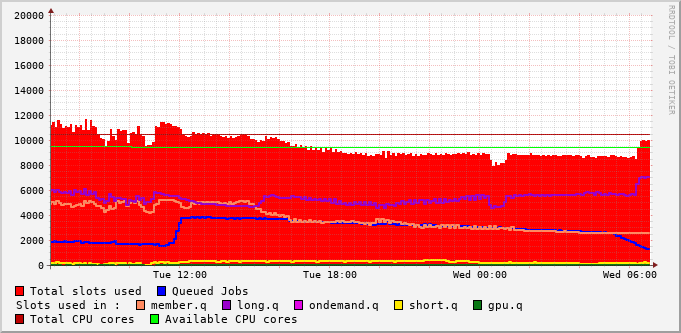 RRDTOOL / TOBI OETIKER
20000
18000
16000
14000
12000
10000
8000
6000
4000
2000
0
Tue 12:00 Tue 18:00 Wed 00:00 Wed 06:00
Total slots used Queued Jobs
Slots used in : member.q long.q ondemand.q short.q gpu.q
Total CPU cores Available CPU cores